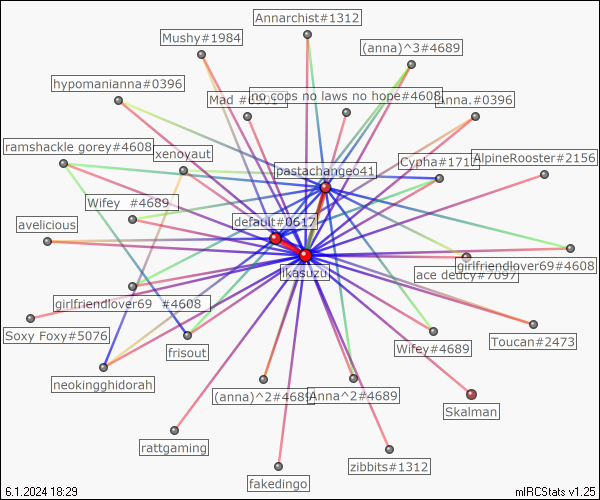 Annarchist#1312
Mushy#1984
(anna)^3#4689
hypomanianna#0396
no cops no laws no hope#4608
Mad
Anna.#0396
ramshackle gorey#4608
xenoyaut
pastachangeo41
Cypha#1717
AlpineRooster#2156
Wifey #4689
avelicious
default#0617
ikasuzu
girlfriendlover69#4608
ace deucy#7097
girlfriendlover69 #4608
Soxy Foxy#5076
frisout
Wifey#4689
Toucan#2473
neokingghidorah
(anna)^2#4689
Anna^2#4689
Skalman
rattgaming
zibbits#1312
fakedingo
6.1.2024 18:29
mIRCStats v1.25